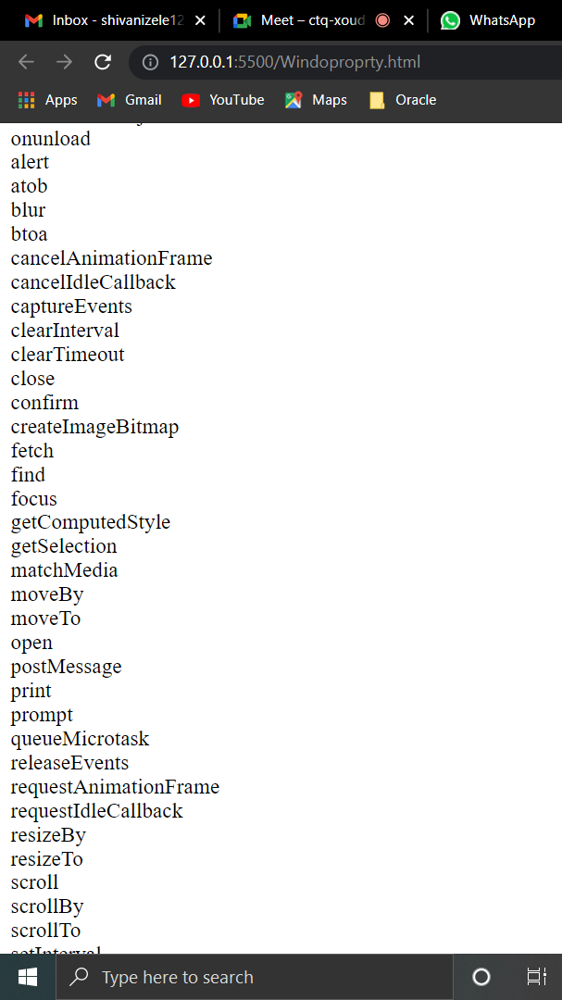 Inbox - shivanizele12
Meet – ctq-xoud
WhatsApp
127.0.0.1:5500/Windoproprty.html
Apps
Gmail
YouTube
Maps
Oracle
onunload
alert
atob
blur
btoa
cancelAnimationFrame
cancelIdleCallback
captureEvents
clearInterval
clearTimeout
close
confirm
createImageBitmap
fetch
find
focus
getComputedStyle
getSelection
matchMedia
moveBy
moveTo
open
postMessage
print
prompt
queueMicrotask
releaseEvents
requestAnimationFrame
requestIdleCallback
resizeBy
resizeTo
scroll
scrollBy
scrollTo
setInterval
Type here to search